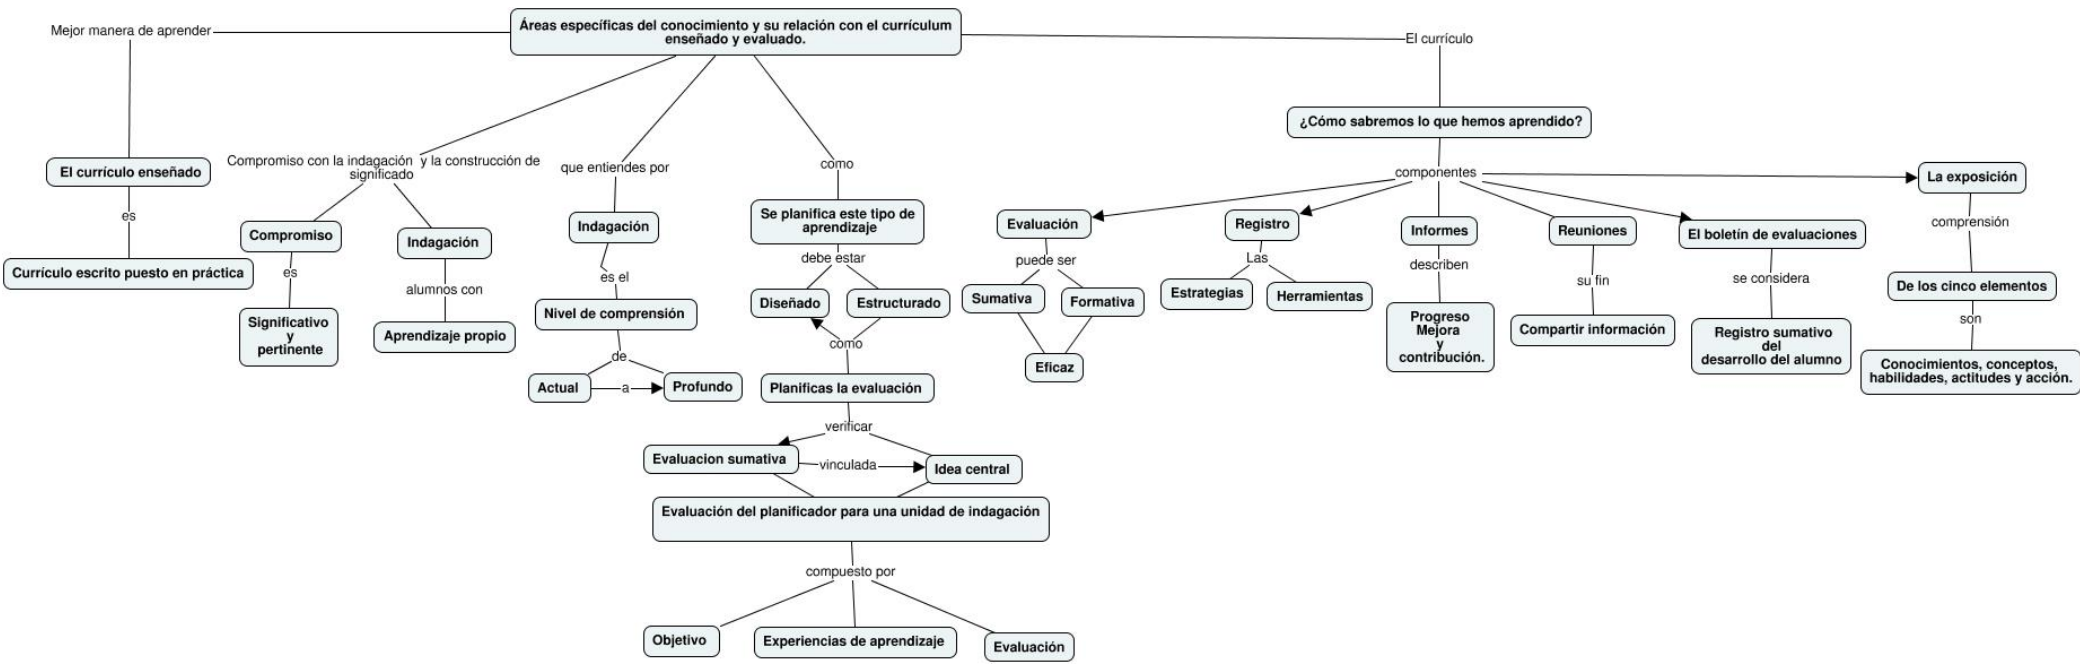 Áreas específicas del conocimiento y su relación con el currículum
enseñado y evaluado.
Mejor manera de aprender
El currículo
¿Cómo sabremos lo que hemos aprendido?
Compromiso con la indagación y la construcción de
significado
que entiendes por
como
componentes
El currículo enseñado
es
Currículo escrito puesto en práctica
Compromiso
es
Significativo
y
pertinente
Indagación
alumnos con
Aprendizaje propio
Indagación
es el
Nivel de comprensión
de
Actual
a
Profundo
Se planifica este tipo de
aprendizaje
debe estar
Diseñado
Estructurado
como
Planificas la evaluación
verificar
Evaluacion sumativa
vinculada
Idea central
Evaluación del planificador para una unidad de indagación
compuesto por
Objetivo
Experiencias de aprendizaje
Evaluación
Evaluación
puede ser
Sumativa
Formativa
Eficaz
Registro
Las
Estrategias
Herramientas
Informes
describen
Progreso
Mejora
y
contribución.
Reuniones
su fin
Compartir información
El boletín de evaluaciones
se considera
Registro sumativo
del
desarrollo del alumno
La exposición
comprensión
De los cinco elementos
son
Conocimientos, conceptos,
habilidades, actitudes y acción.